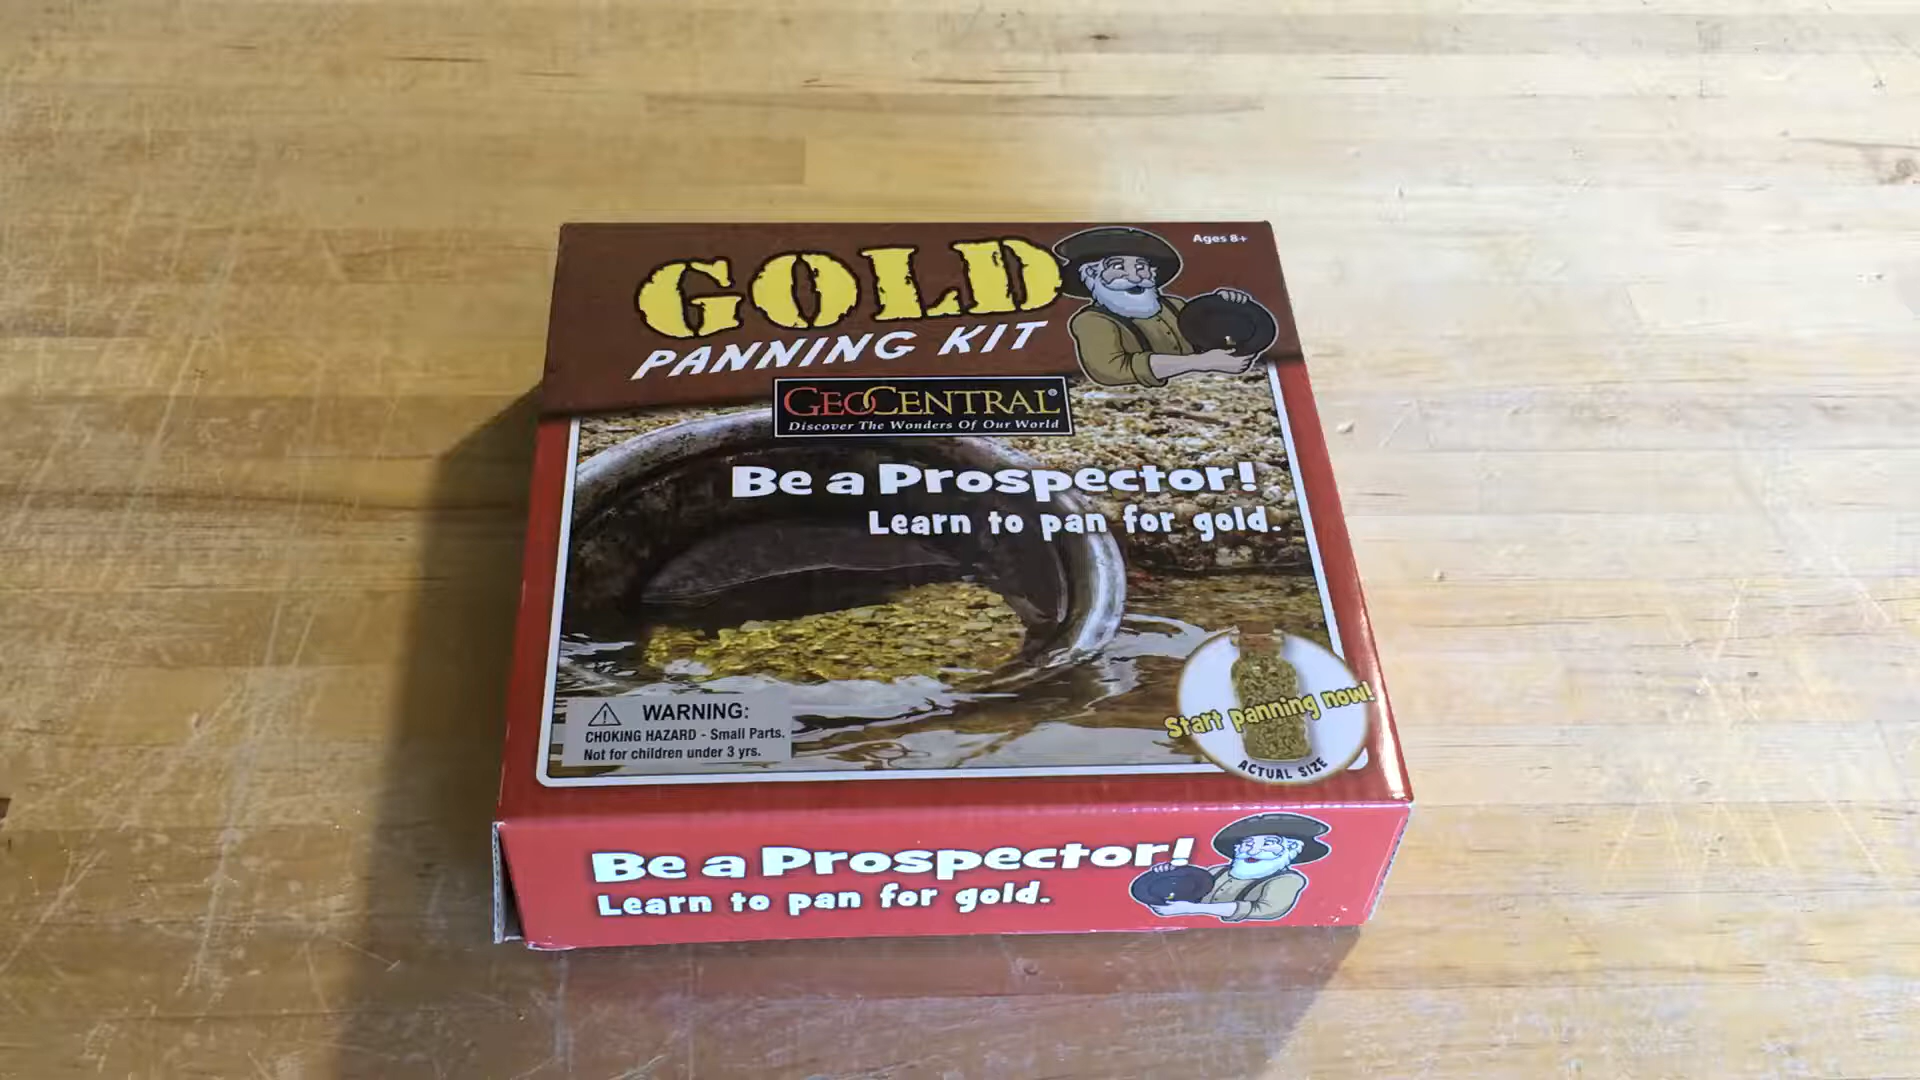 GOLD
Ages 8+
PANNING KIT
GEOCENTRAL®
Discover The Wonders Of Our World
Be a Prospector!
Learn to pan for gold.
Start panning now!
ACTUAL SIZE
WARNING:
CHOKING HAZARD - Small Parts.
Not for children under 3 yrs.
Be a Prospector!
Learn to pan for gold.